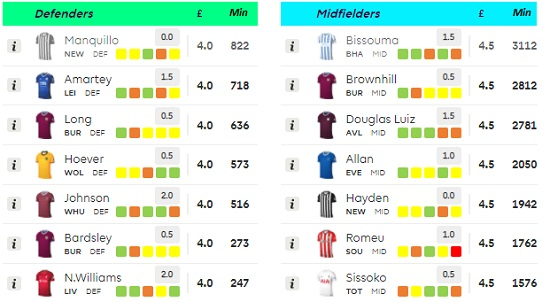 Defenders £ Min
i Manquillo NEW DEF 0.0 4.0 822
i Amartey LEI DEF 1.5 4.0 718
i Long BUR DEF 0.5 4.0 636
i Hoever WOL DEF 0.5 4.0 573
i Johnson WHU DEF 2.0 4.0 516
i Bardsley BUR DEF 0.5 4.0 273
i N.Williams LIV DEF 2.0 4.0 247
Midfielders £ Min
i Bissouma BHA MID 1.5 4.5 3112
i Brownhill BUR MID 0.5 4.5 2812
i Douglas Luiz AVL MID 1.5 4.5 2781
i Allan EVE MID 1.0 4.5 2050
i Hayden NEW MID 0.0 4.5 1942
i Romeu SOU MID 1.0 4.5 1762
i Sissoko TOT MID 1.5 4.5 1576